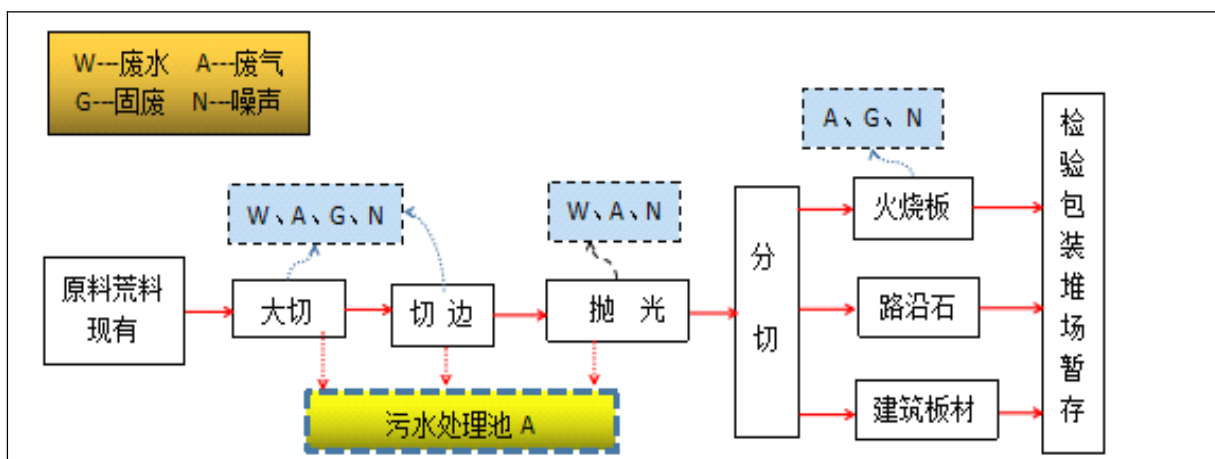 W---废水 A---废气
G---固废 N---噪声
A、G、N
W、A、G、N
W、A、N
原料荒料
现有
大切
切 边
抛 光
分切
火烧板
路沿石
建筑板材
检验包装堆场暂存
污水处理池 A